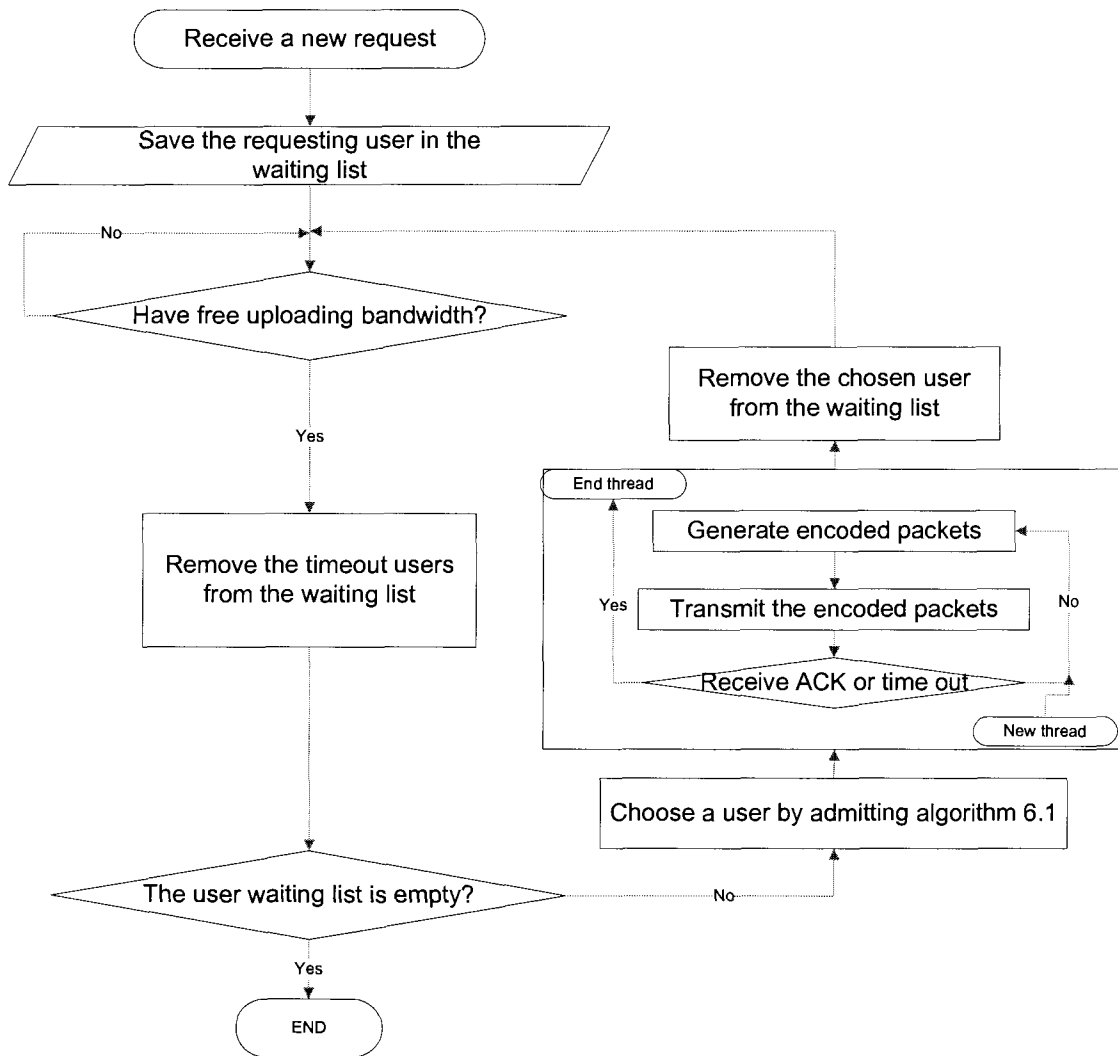 Receive a new request
Save the requesting user in the
waiting list
No
Have free uploading bandwidth?
Yes
Remove the timeout users
from the waiting list
The user waiting list is empty?
No
Yes
END
Choose a user by admitting algorithm 6.1
New thread
Generate encoded packets
Transmit the encoded packets
Receive ACK or time out
No
Yes
End thread
Remove the chosen user
from the waiting list